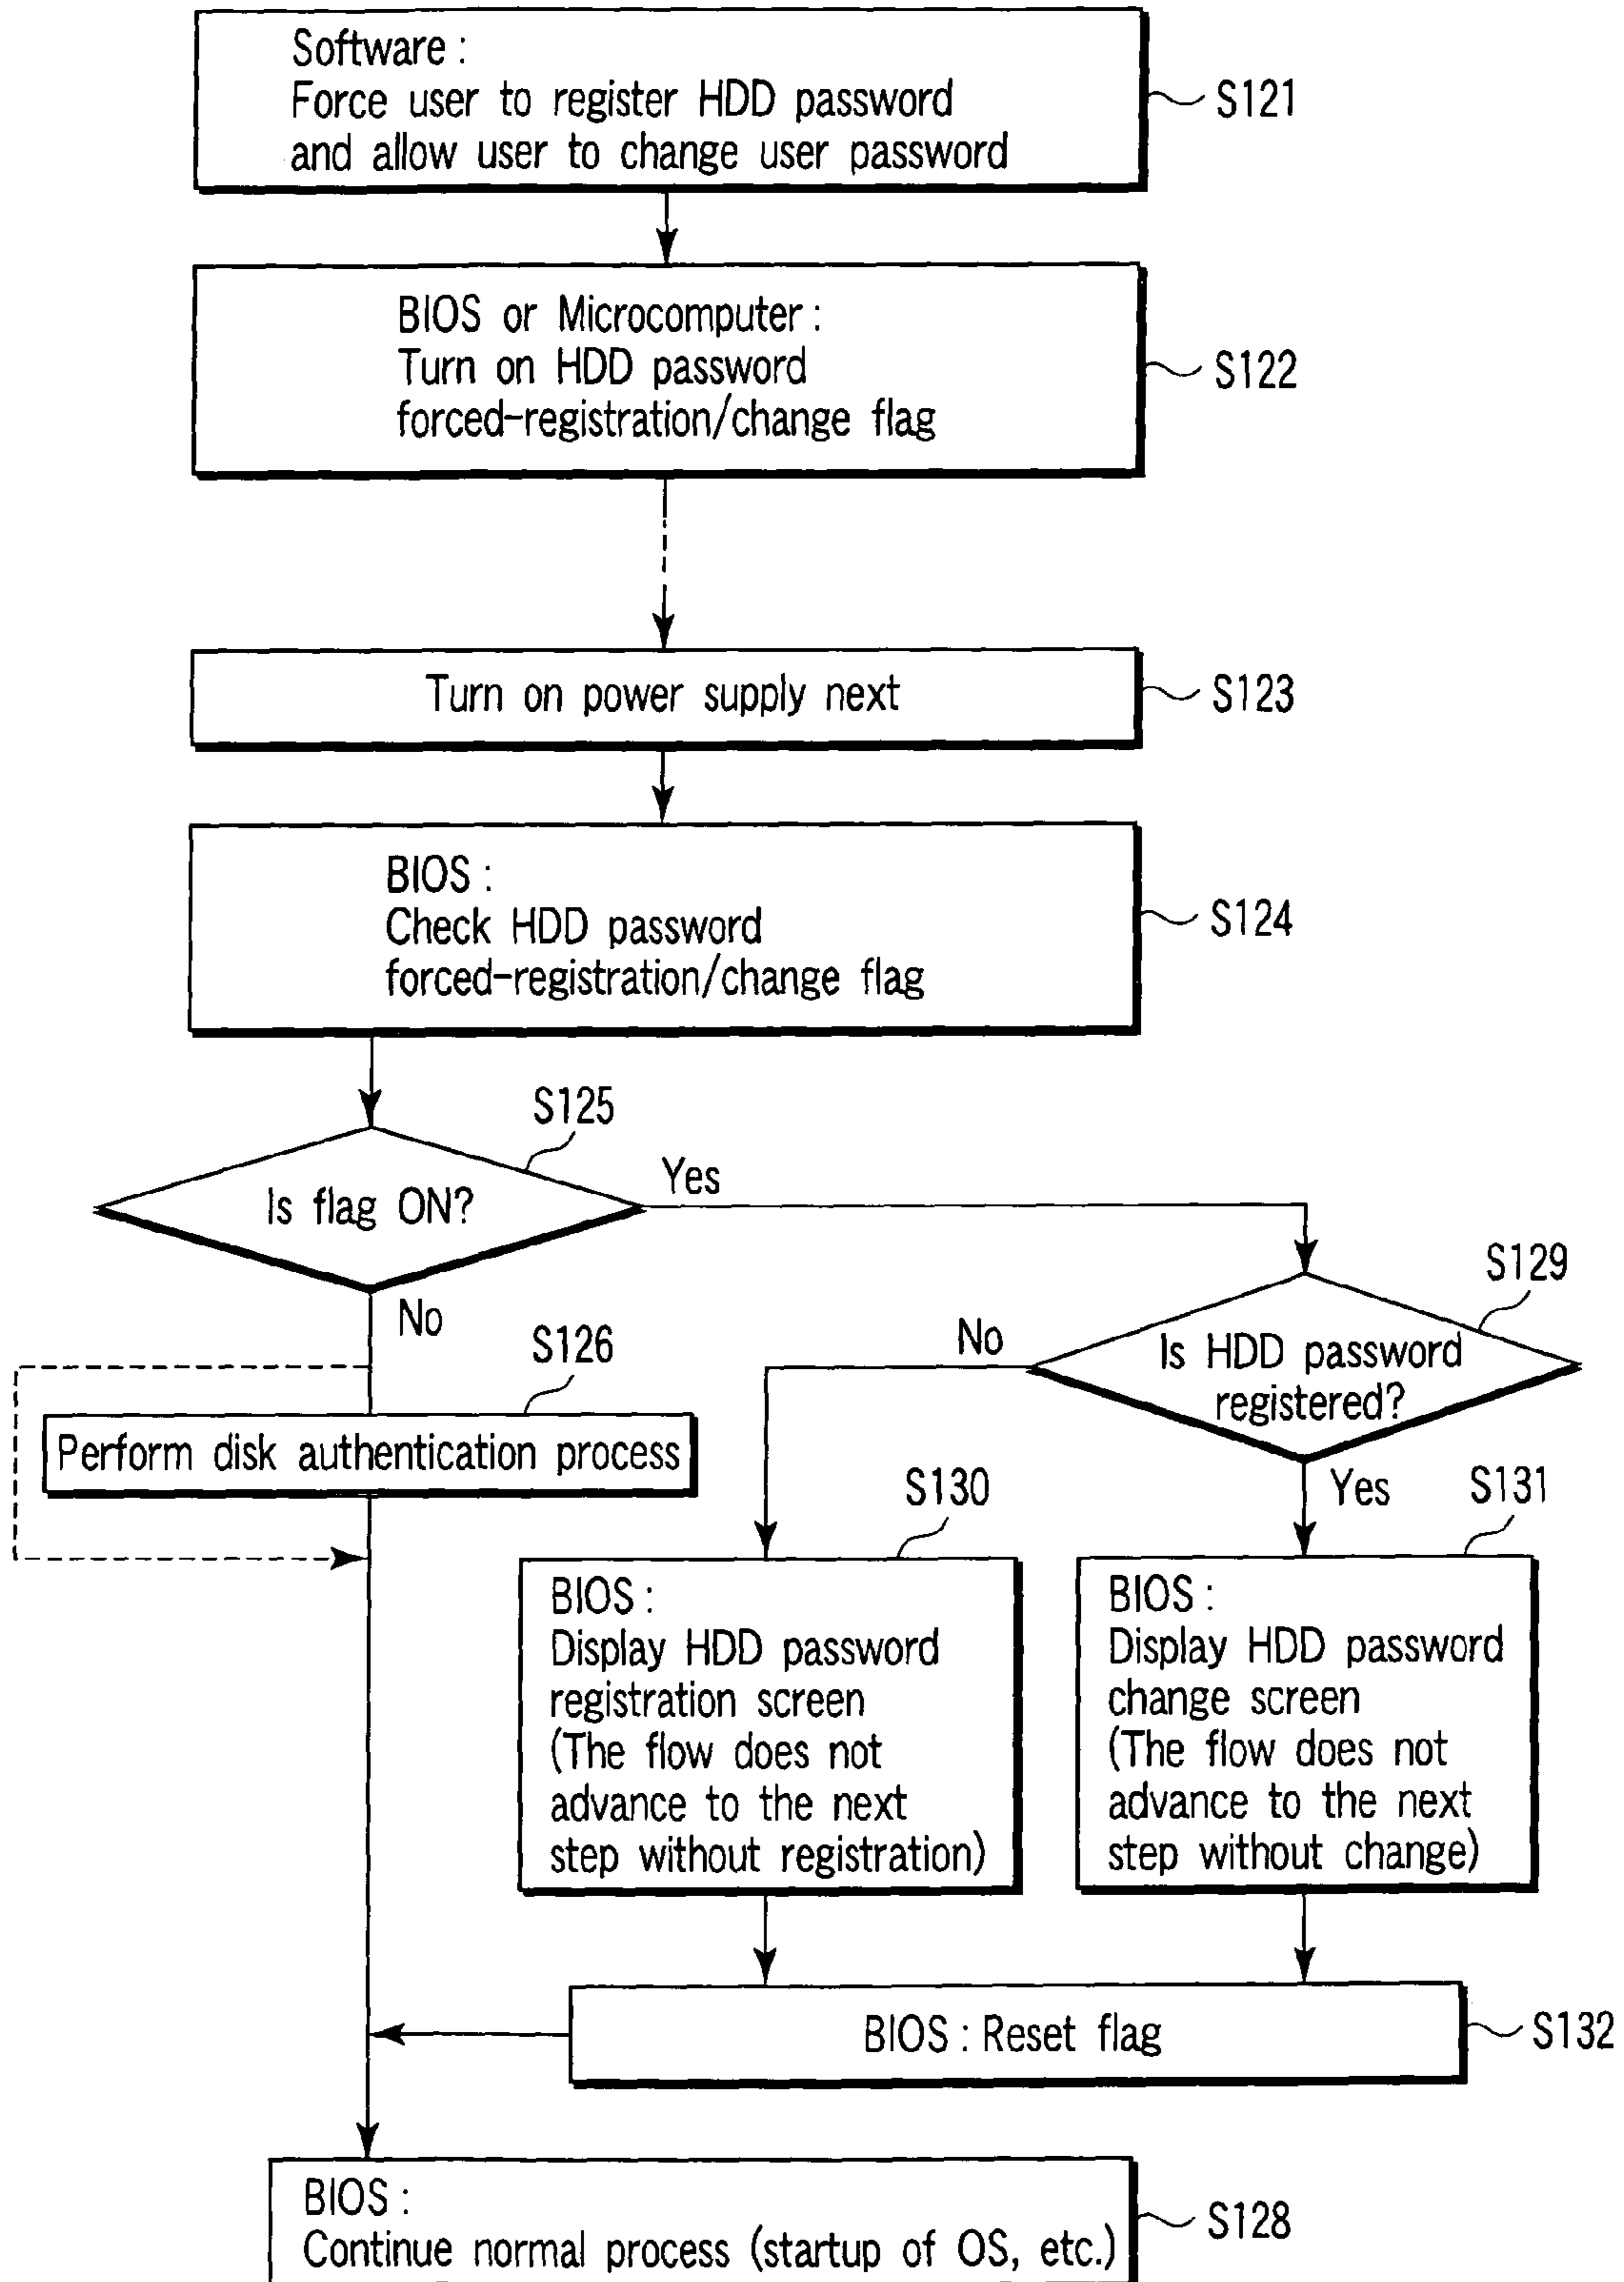 Software :
Force user to register HDD password
and allow user to change user password
S121
BIOS or Microcomputer :
Turn on HDD password
forced-registration/change flag
S122
Turn on power supply next
S123
BIOS :
Check HDD password
forced-registration/change flag
S124
S125
Is flag ON?
Yes
No
S126
Perform disk authentication process
S129
Is HDD password
registered?
No
Yes
S130
BIOS :
Display HDD password
registration screen
(The flow does not
advance to the next
step without registration)
S131
BIOS :
Display HDD password
change screen
(The flow does not
advance to the next
step without change)
BIOS : Reset flag
S132
BIOS :
Continue normal process (startup of OS, etc.)
S128